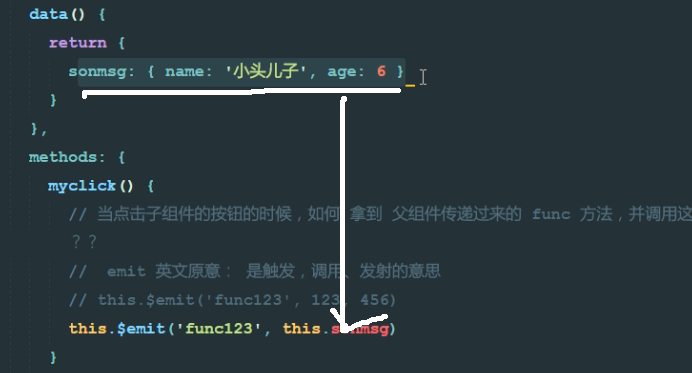 data() {
return {
sonmsg: { name: '小头儿子', age: 6 }
}
},
methods: {
myclick() {
// 当点击子组件的按钮的时候，如何 拿到 父组件传递过来的 func 方法，并调用这
？？
// emit 英文原意： 是触发，调用、发射的意思
// this.$emit('func123', 123, 456)
this.$emit('func123', this.sonmsg)
}